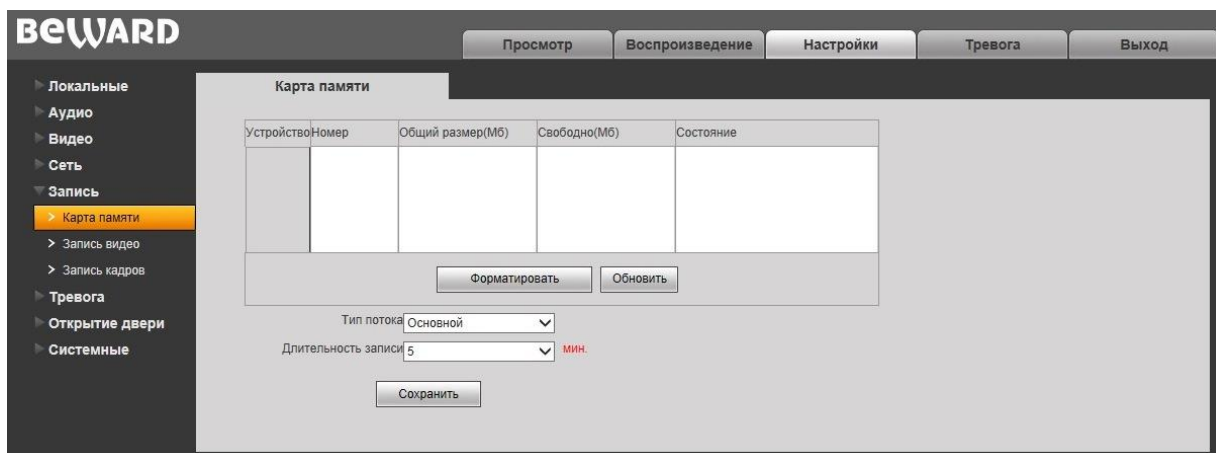 BEWARD
Просмотр Воспроизведение Настройки Тревога Выход
Локальные
Аудио
Видео
Сеть
Запись
> Карта памяти
> Запись видео
> Запись кадров
Тревога
Открытие двери
Системные
Карта памяти
Устройство Номер Общий размер(Мб) Свободно(Мб) Состояние
Форматировать Обновить
Тип потока Основной
Длительность записи 5 мин.
Сохранить